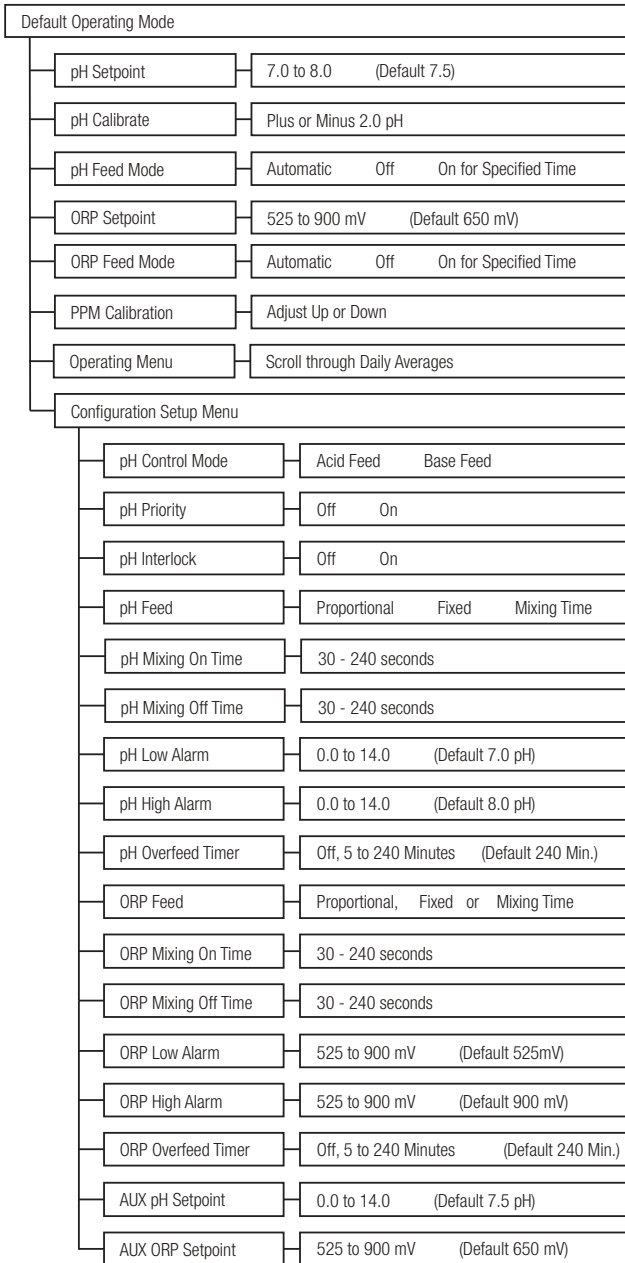 Default Operating Mode
pH Setpoint 7.0 to 8.0 (Default 7.5)
pH Calibrate Plus or Minus 2.0 pH
pH Feed Mode Automatic Off On for Specified Time
ORP Setpoint 525 to 900 mV (Default 650 mV)
ORP Feed Mode Automatic Off On for Specified Time
PPM Calibration Adjust Up or Down
Operating Menu Scroll through Daily Averages
Configuration Setup Menu
pH Control Mode Acid Feed Base Feed
pH Priority Off On
pH Interlock Off On
pH Feed Proportional Fixed Mixing Time
pH Mixing On Time 30 - 240 seconds
pH Mixing Off Time 30 - 240 seconds
pH Low Alarm 0.0 to 14.0 (Default 7.0 pH)
pH High Alarm 0.0 to 14.0 (Default 8.0 pH)
pH Overfeed Timer Off, 5 to 240 Minutes (Default 240 Min.)
ORP Feed Proportional, Fixed or Mixing Time
ORP Mixing On Time 30 - 240 seconds
ORP Mixing Off Time 30 - 240 seconds
ORP Low Alarm 525 to 900 mV (Default 525mV)
ORP High Alarm 525 to 900 mV (Default 900 mV)
ORP Overfeed Timer Off, 5 to 240 Minutes (Default 240 Min.)
AUX pH Setpoint 0.0 to 14.0 (Default 7.5 pH)
AUX ORP Setpoint 525 to 900 mV (Default 650 mV)